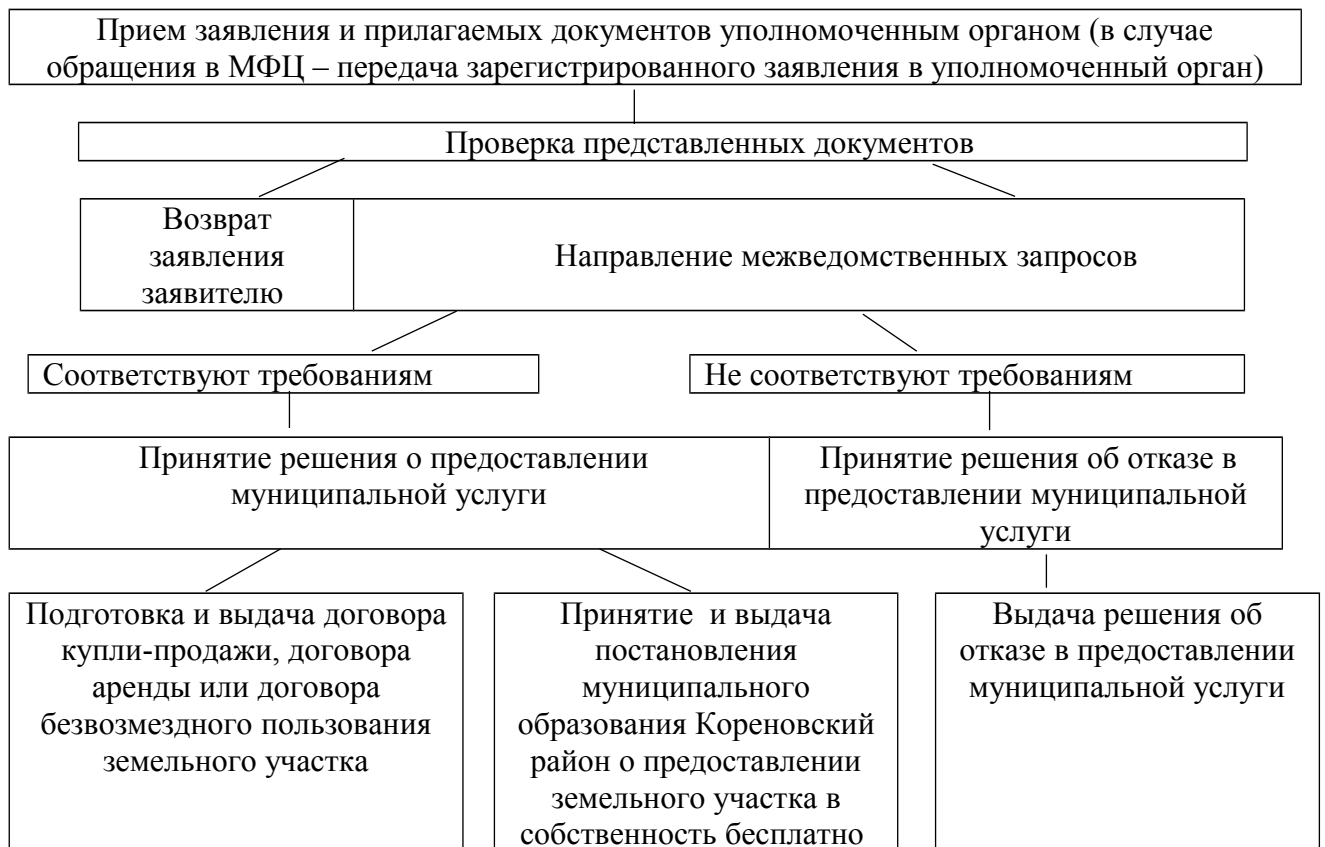 Прием заявления и прилагаемых документов уполномоченным органом (в случае
обращения в МФЦ – передача зарегистрированного заявления в уполномоченный орган)
Проверка представленных документов
Возврат
заявления
заявителю
Направление межведомственных запросов
Соответствуют требованиям
Не соответствуют требованиям
Принятие решения о предоставлении
муниципальной услуги
Принятие решения об отказе в
предоставлении муниципальной
услуги
Подготовка и выдача договора
купли-продажи, договора
аренды или договора
безвозмездного пользования
земельного участка
Принятие и выдача
постановления
муниципального
образования Кореновский
район о предоставлении
земельного участка в
собственность бесплатно
Выдача решения об
отказе в предоставлении
муниципальной услуги